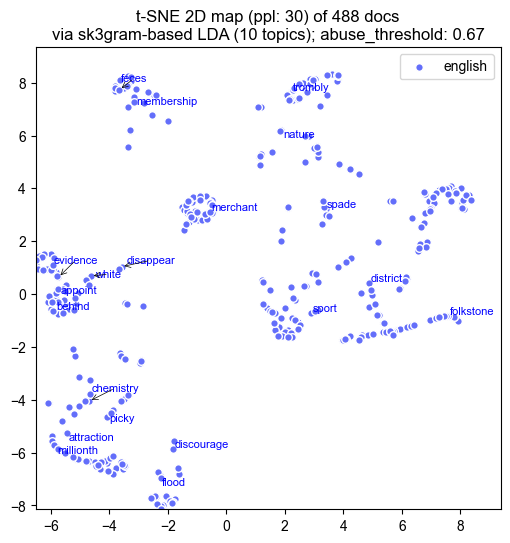 t-SNE 2D map (ppl: 30) of 488 docs
via sk3gram-based LDA (10 topics); abuse_threshold: 0.67
english
feces
membership
trombly
nature
merchant
spade
evidence
disappear
white
appoint
behind
district
sport
folkstone
chemistry
picky
attraction
millionth
discourage
flood
8
6
4
2
0
−2
−4
−6
−8
−6 −4 −2 0 2 4 6 8